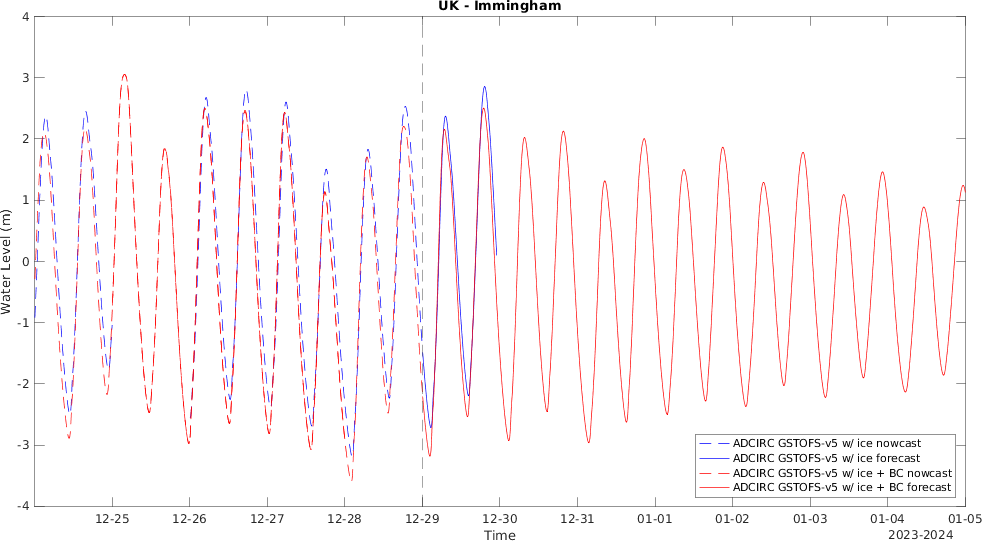 UK - Immingham
4
3
2
1
0
-1
-2
-3
-4
Water Level (m)
ADCIRC GSTOFS-v5 w/ ice nowcast
ADCIRC GSTOFS-v5 w/ ice forecast
ADCIRC GSTOFS-v5 w/ ice + BC nowcast
ADCIRC GSTOFS-v5 w/ ice + BC forecast
12-25 12-26 12-27 12-28 12-29 12-30 12-31 01-01 01-02 01-03 01-04 01-05
Time
2023-2024